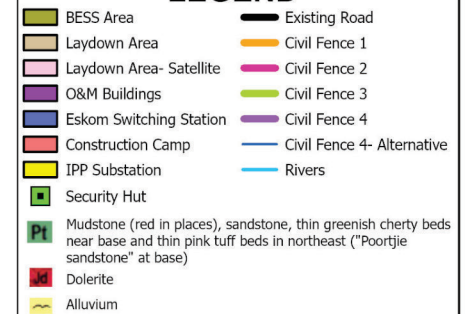 LEGEND
BESS Area
Existing Road
Laydown Area
Civil Fence 1
Laydown Area- Satellite
Civil Fence 2
O&M Buildings
Civil Fence 3
Eskom Switching Station
Civil Fence 4
Construction Camp
Civil Fence 4- Alternative
IPP Substation
Rivers
Security Hut
Pt
Mudstone (red in places), sandstone, thin greenish cherty beds
near base and thin pink tuff beds in northeast ("Poortjie
sandstone" at base)
Jd
Dolerite
Alluvium